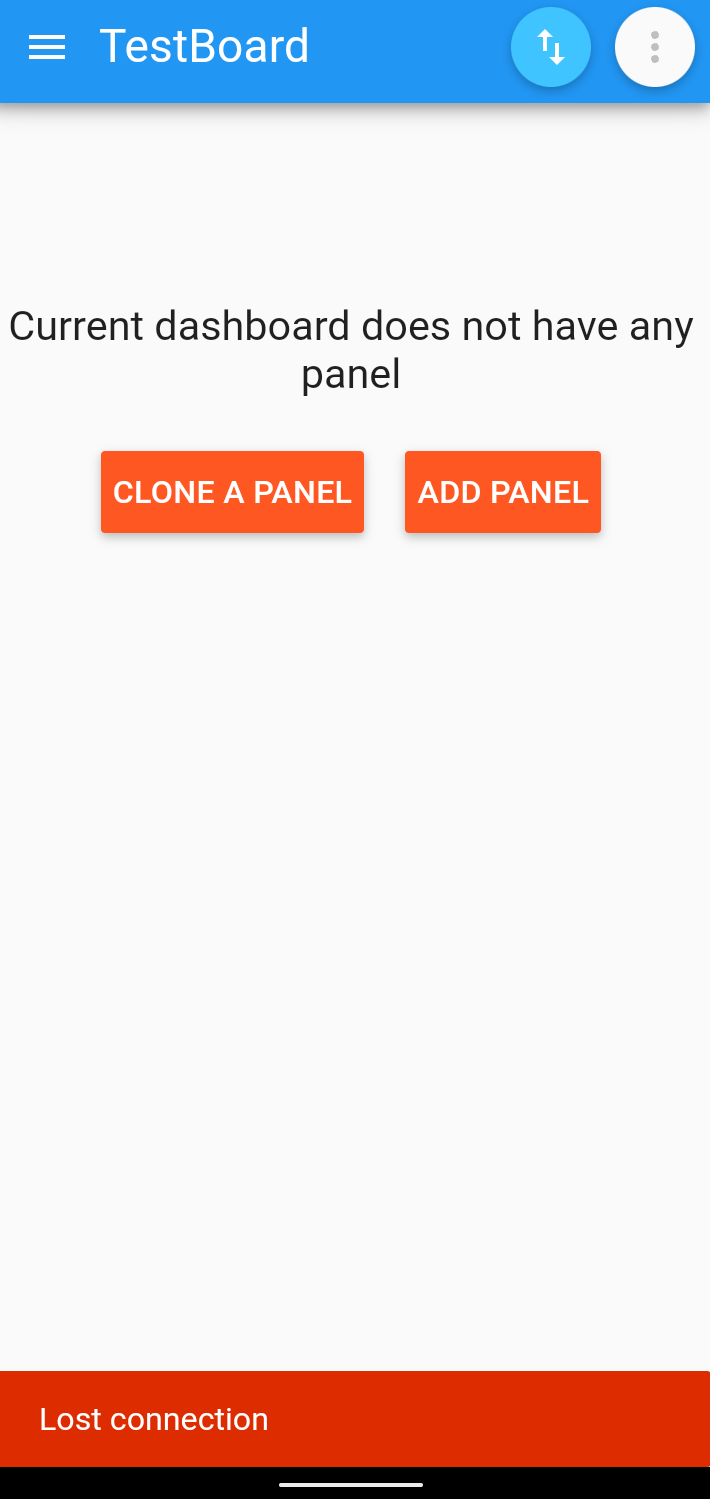 TestBoard
Current dashboard does not have any
panel
CLONE A PANEL
ADD PANEL
Lost connection